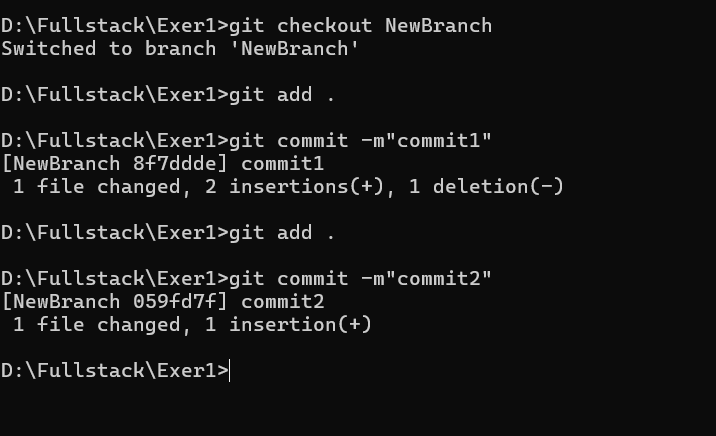 D:\Fullstack\Exer1>git checkout NewBranch
Switched to branch 'NewBranch'
D:\Fullstack\Exer1>git add .
D:\Fullstack\Exer1>git commit -m"commit1"
[NewBranch 8f7ddde] commit1
 1 file changed, 2 insertions(+), 1 deletion(-)
D:\Fullstack\Exer1>git add .
D:\Fullstack\Exer1>git commit -m"commit2"
[NewBranch 059fd7f] commit2
 1 file changed, 1 insertion(+)
D:\Fullstack\Exer1>